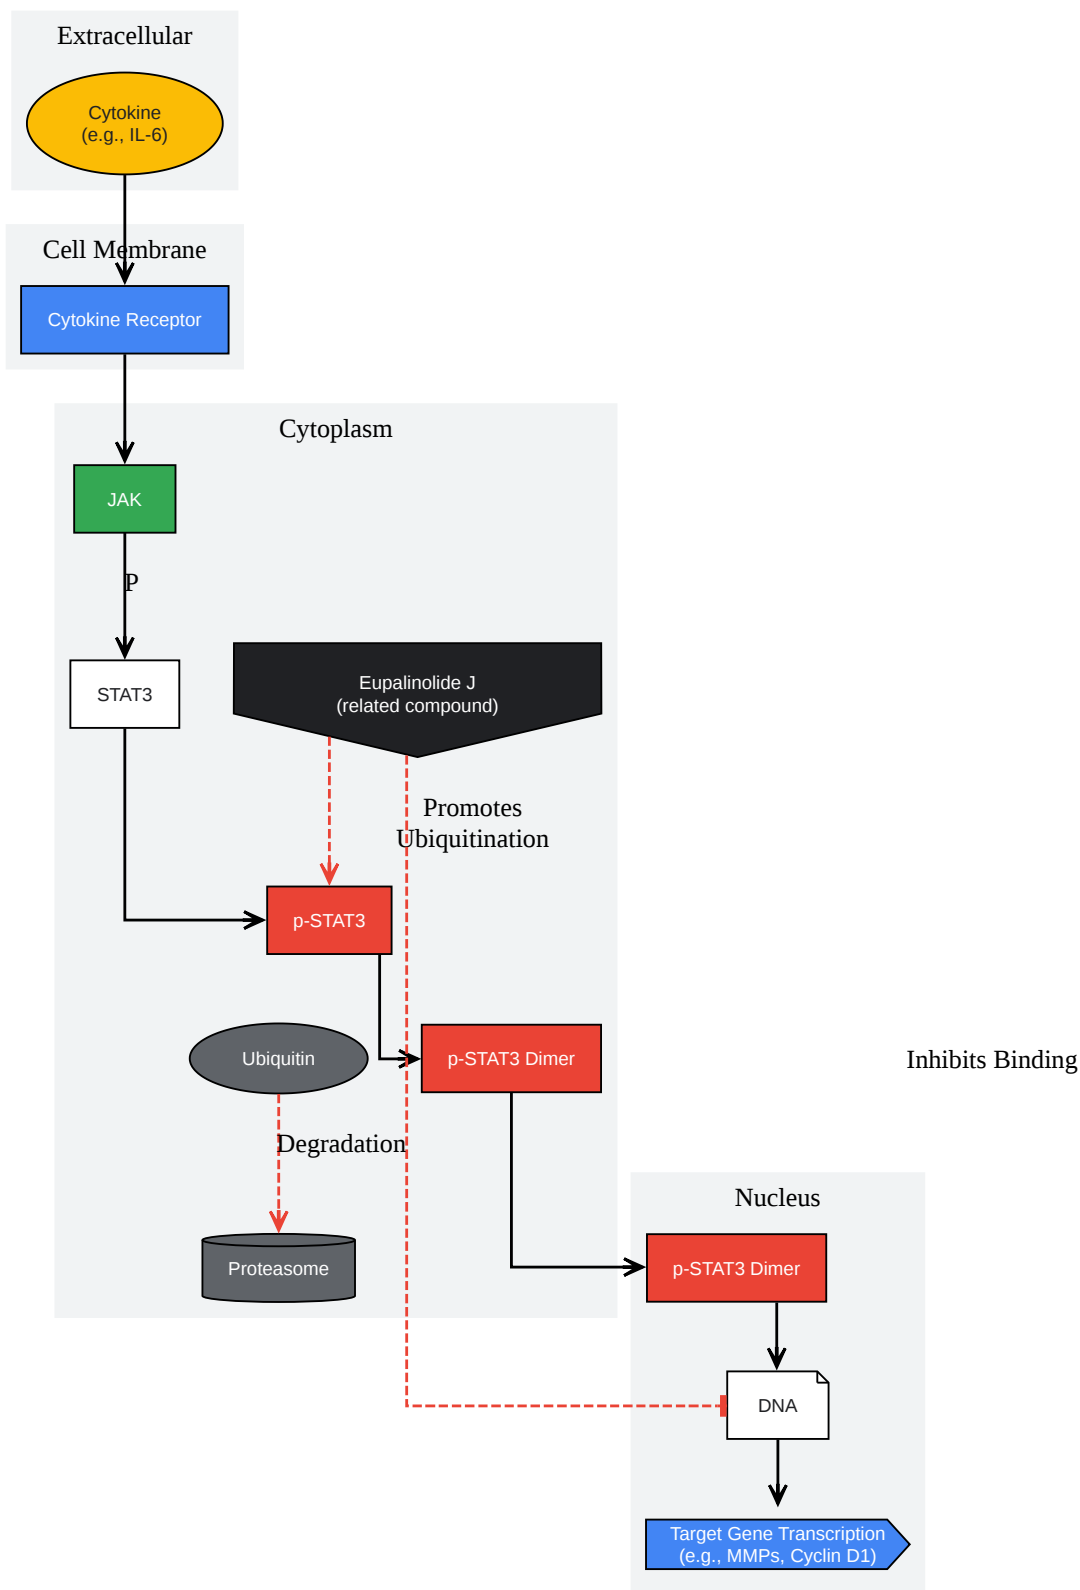 Extracellular
Cytokine
(e.g., IL-6)
Cell Membrane
Cytokine Receptor
Cytoplasm
JAK
P
STAT3
Eupalinolide J
(related compound)
Promotes
Ubiquitination
p-STAT3
Ubiquitin
p-STAT3 Dimer
Inhibits Binding
Degradation
Nucleus
Proteasome
p-STAT3 Dimer
DNA
Target Gene Transcription
(e.g., MMPs, Cyclin D1)